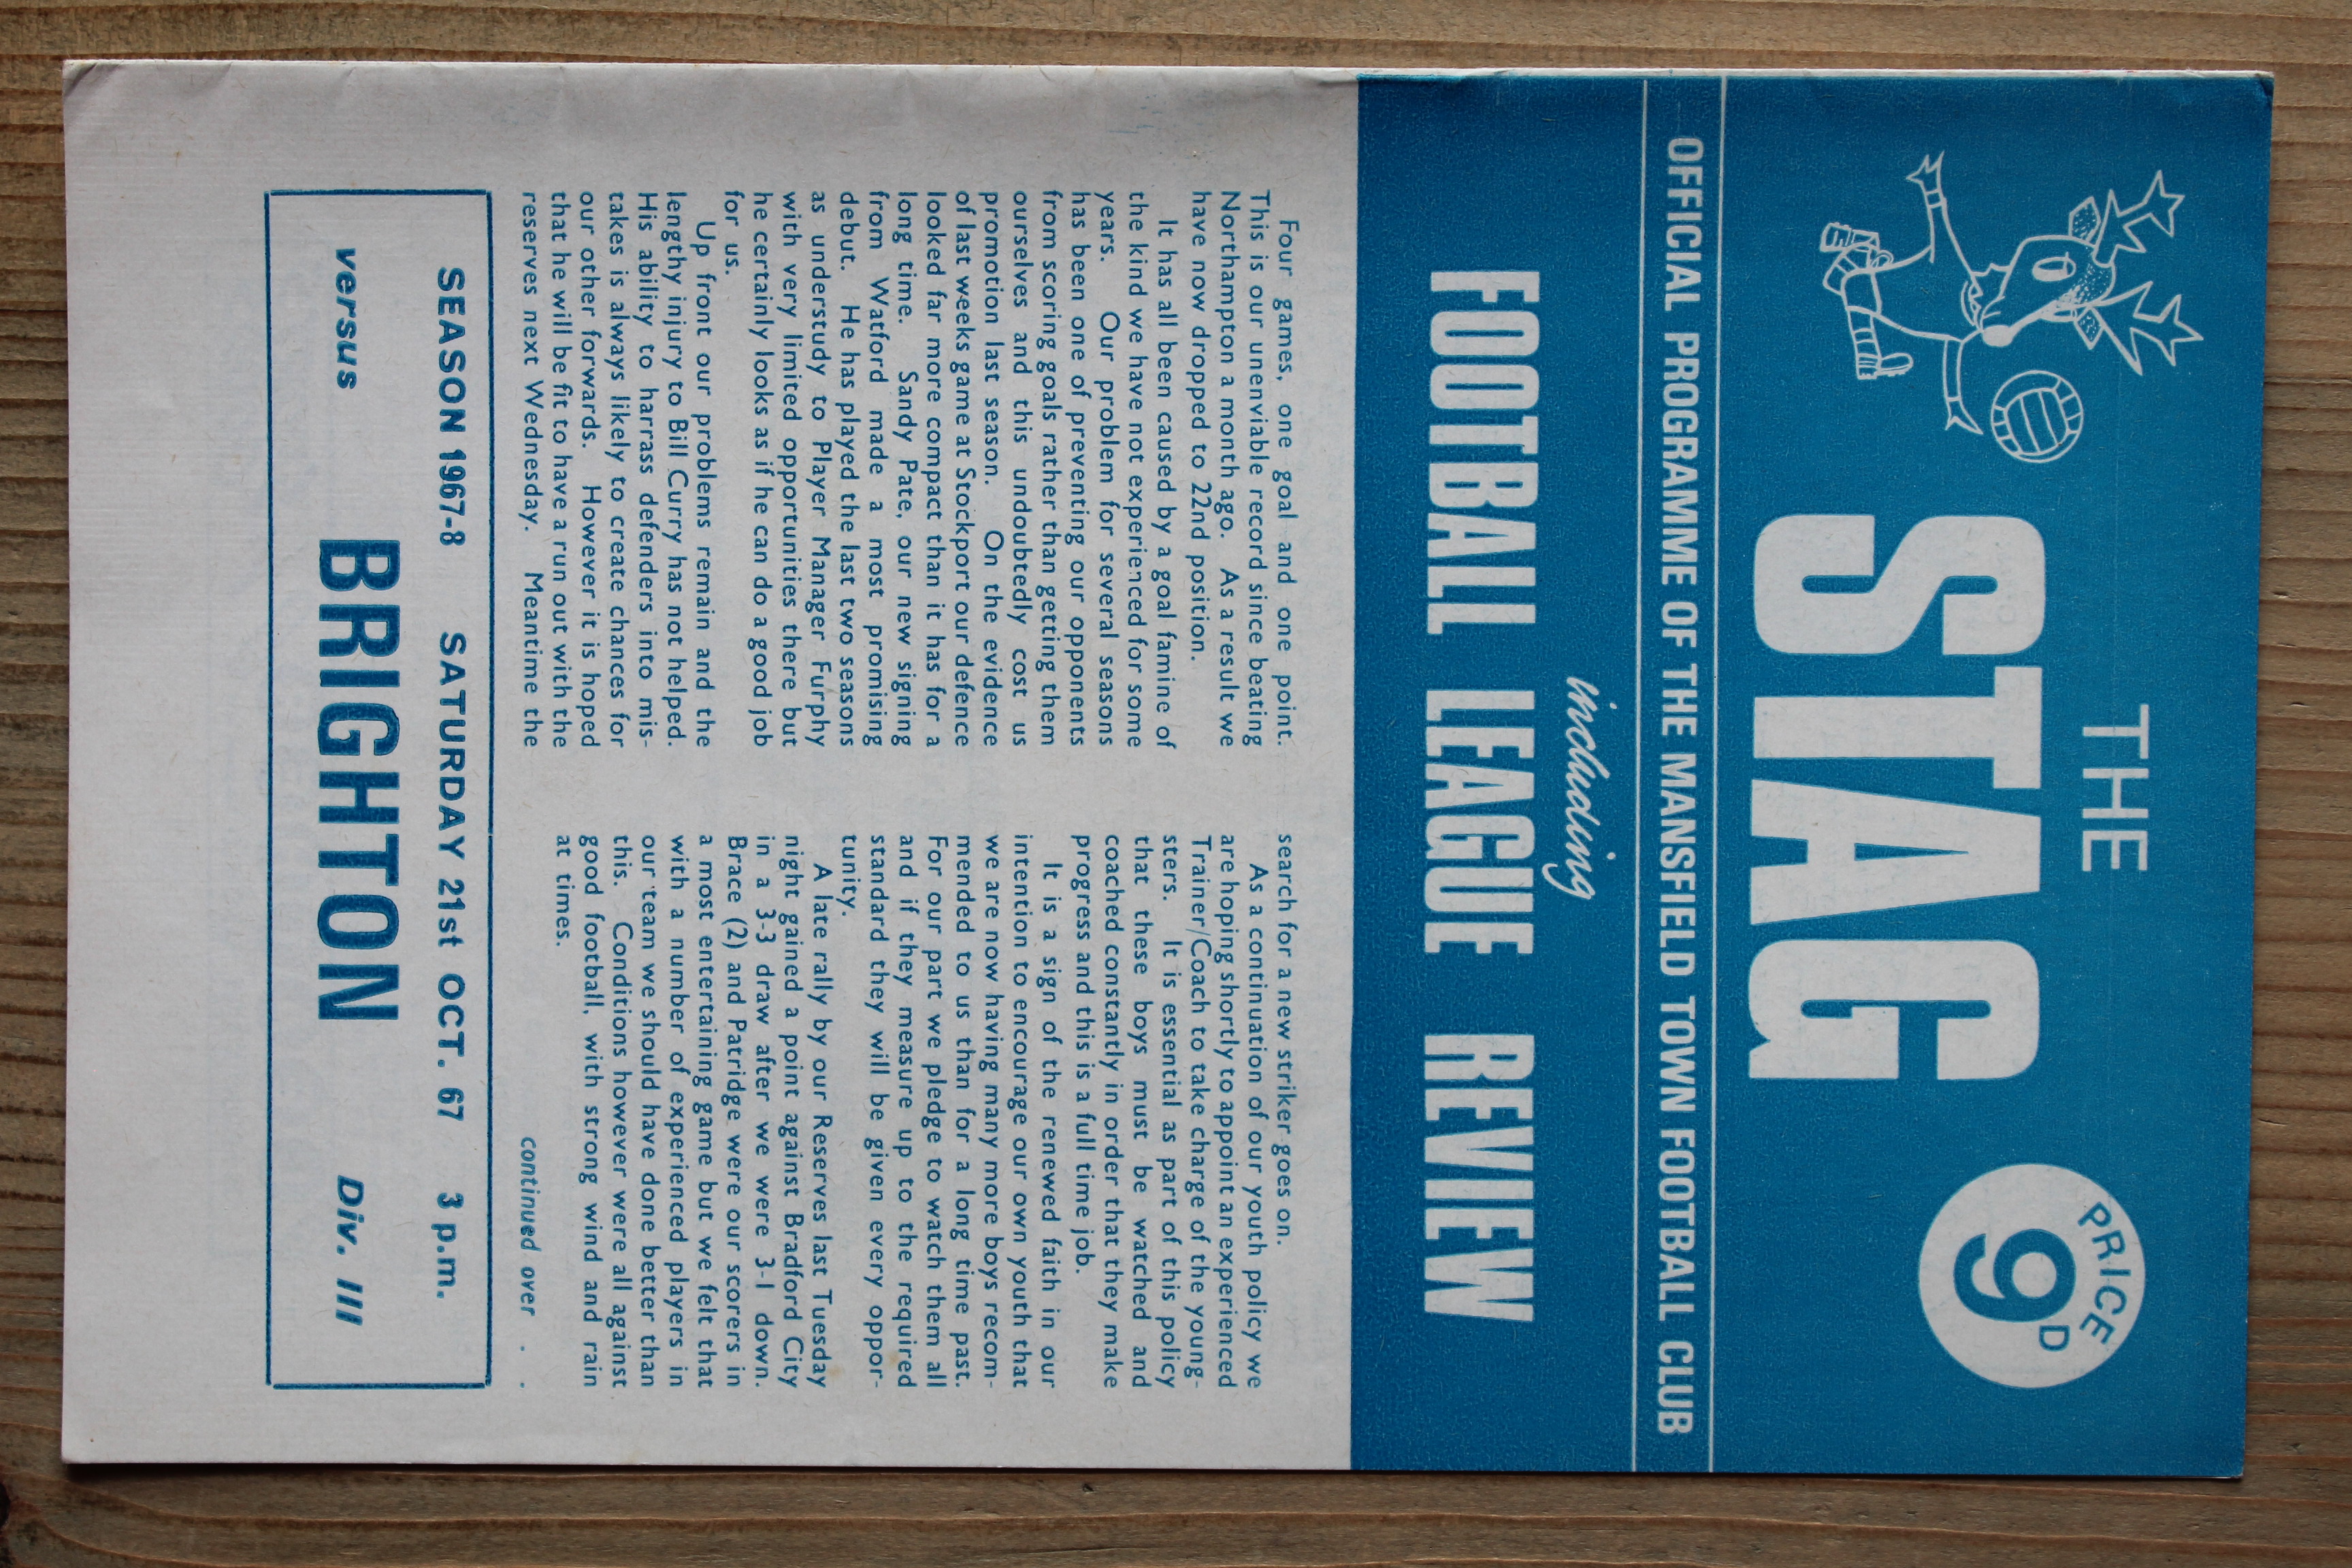 THE
STAG
PRICE
9D
OFFICIAL PROGRAMME OF THE MANSFIELD TOWN FOOTBALL CLUB
including
FOOTBALL LEAGUE REVIEW
Four games, one goal and one point.
This is our unenviable record since beating
Northampton a month ago. As a result we
have now dropped to 22nd position.
It has all been caused by a goal famine of
the kind we have not experienced for some
years. Our problem for several seasons
has been one of preventing our opponents
from scoring goals rather than getting them
ourselves and this undoubtedly cost us
promotion last season. On the evidence
of last weeks game at Stockport our defence
looked far more compact than it has for a
long time. Sandy Pate, our new signing
from Watford made a most promising
debut. He has played the last two seasons
as understudy to Player Manager Furphy
with very limited opportunities there but
he certainly looks as if he can do a good job
for us.
Up front our problems remain and the
lengthy injury to Bill Curry has not helped.
His ability to harrass defenders into mis-
takes is always likely to create chances for
our other forwards. However it is hoped
that he will be fit to have a run out with the
reserves next Wednesday. Meantime the
search for a new striker goes on.
As a continuation of our youth policy we
are hoping shortly to appoint an experienced
Trainer/Coach to take charge of the young-
sters. It is essential as part of this policy
that these boys must be watched and
coached constantly in order that they make
progress and this is a full time job.
It is a sign of the renewed faith in our
intention to encourage our own youth that
we are now having many more boys recom-
mended to us than for a long time past.
For our part we pledge to watch them all
and if they measure up to the required
standard they will be given every oppor-
tunity.
A late rally by our Reserves last Tuesday
night gained a point against Bradford City
in a 3-3 draw after we were 3-1 down.
Brace (2) and Patridge were our scorers in
a most entertaining game but we felt that
with a number of experienced players in
our team we should have done better than
this. Conditions however were all against
good football, with strong wind and rain
at times.
continued over . .
SEASON 1967-8 SATURDAY 21st OCT. 67 3 p.m.
versus BRIGHTON Div. III